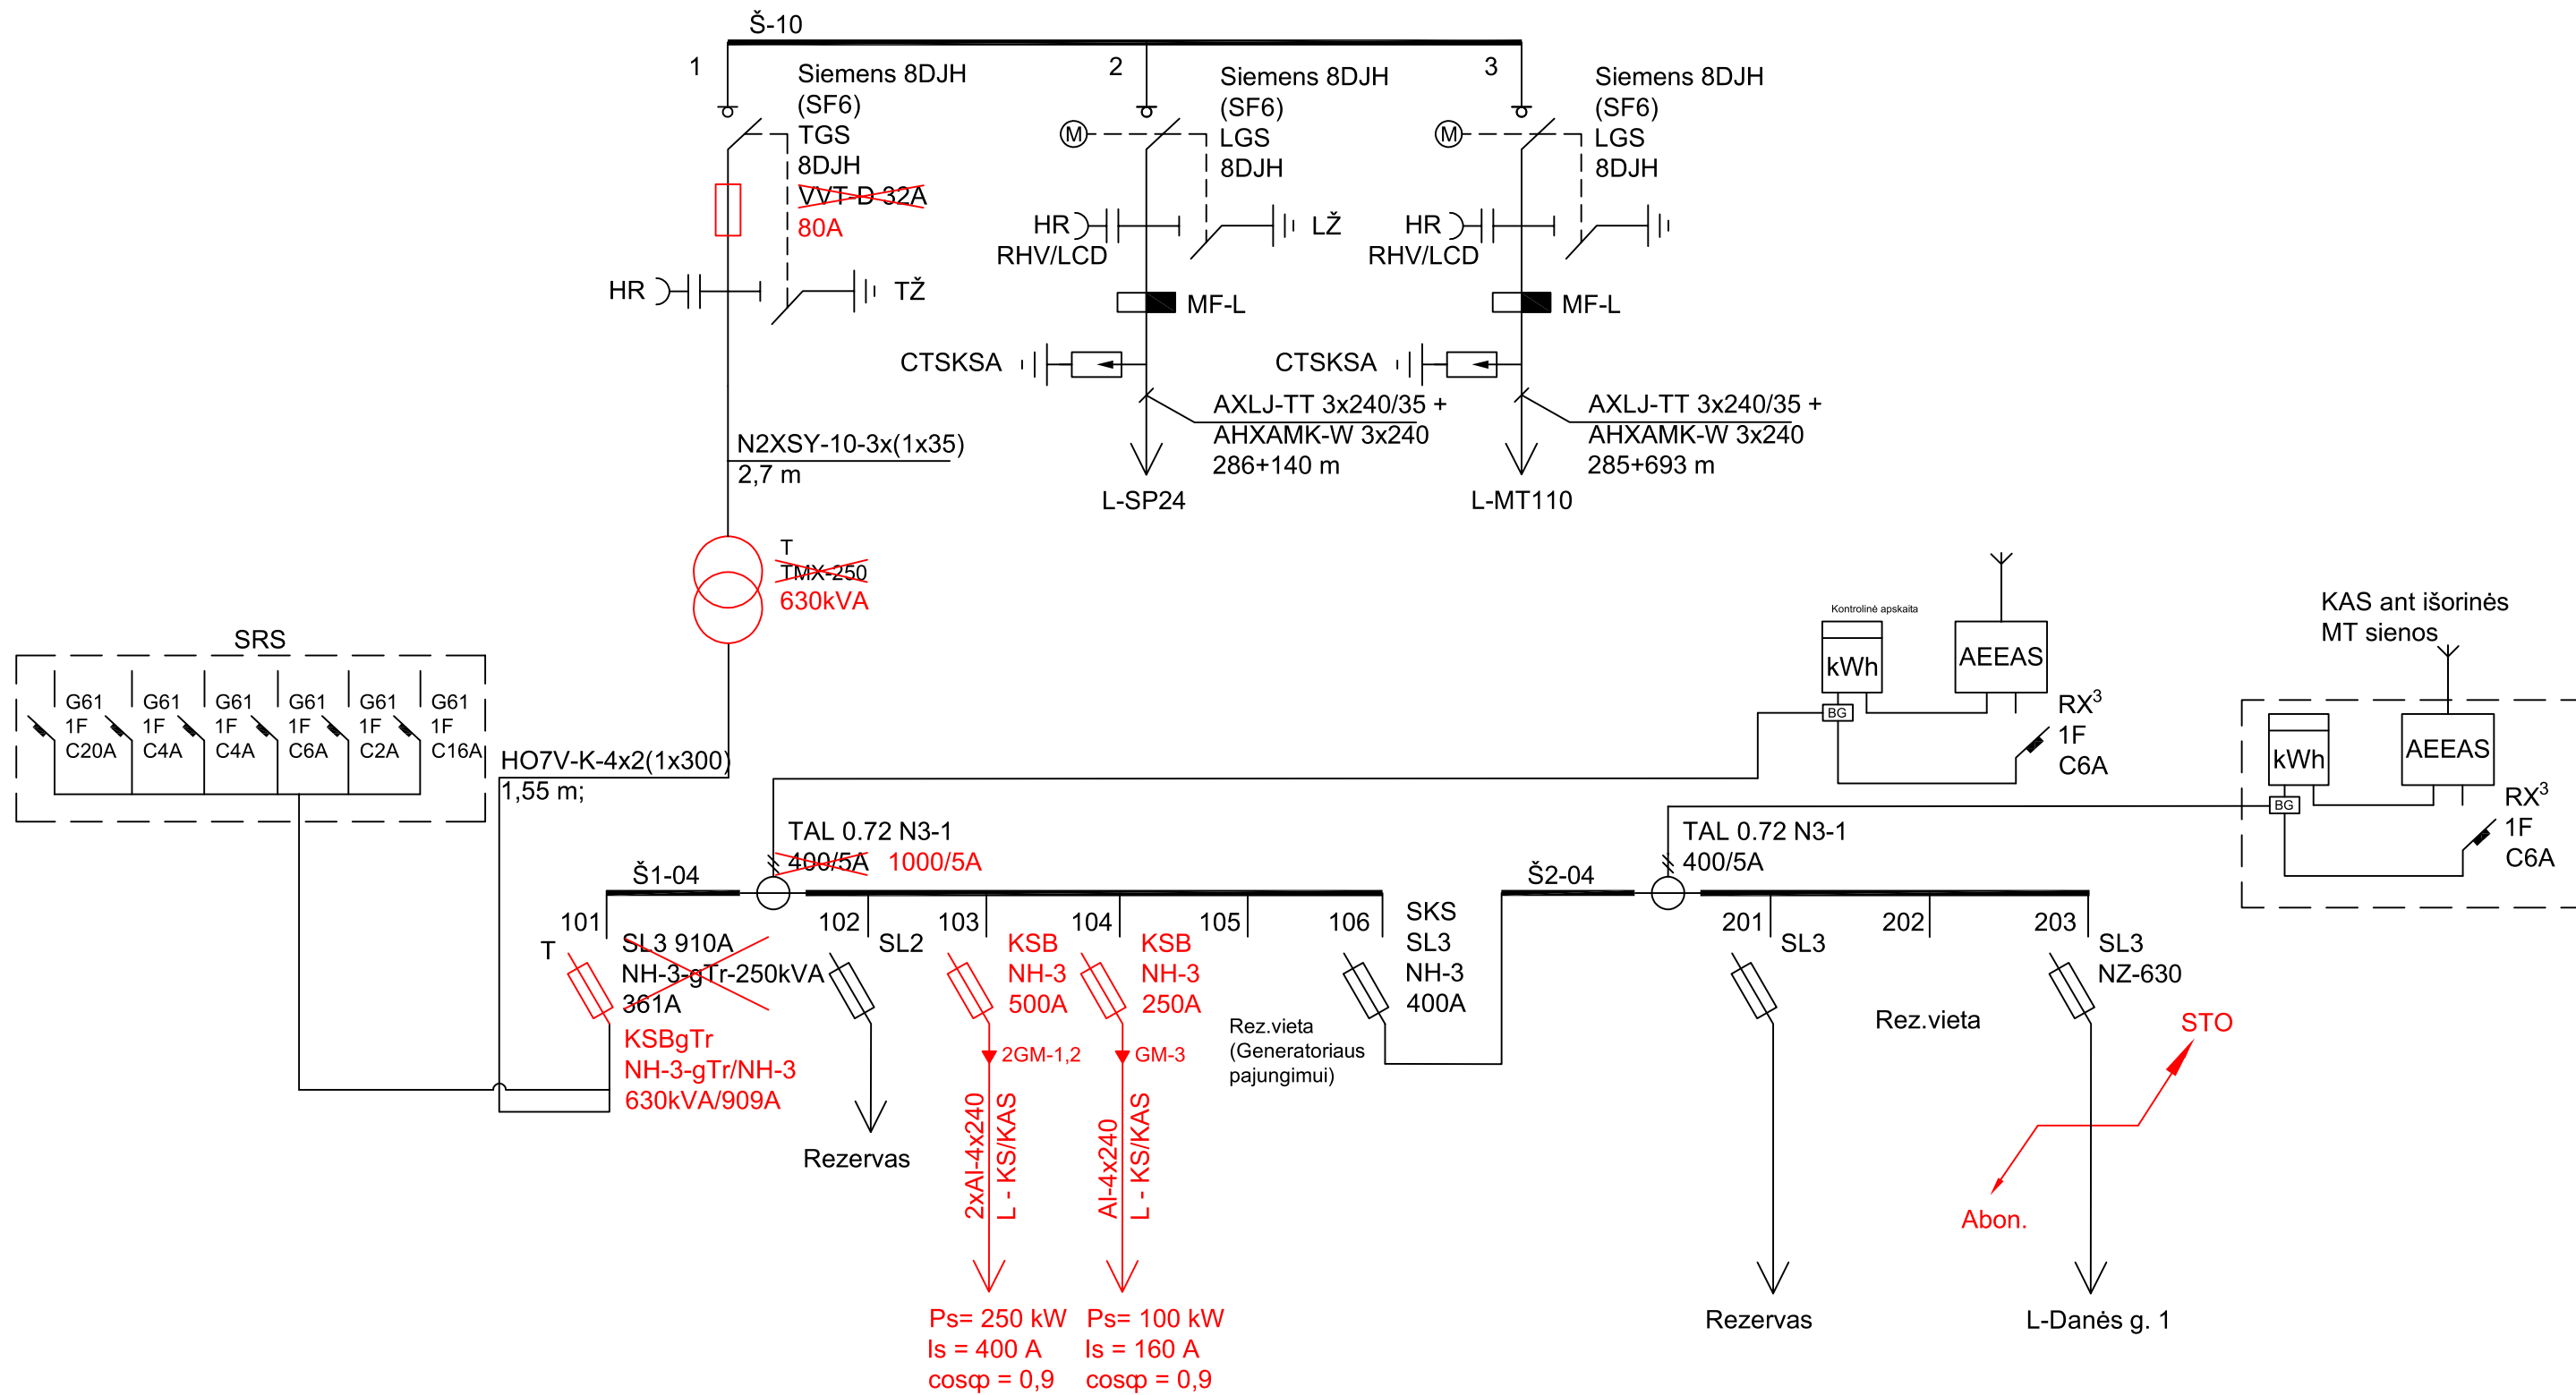 Š-10
1
Siemens 8DJH
(SF6)
TGS
8DJH
VVT-D 32A
80A
HR
TŽ
2
Siemens 8DJH
(SF6)
LGS
8DJH
M
HR
RHV/LCD
LŽ
MF-L
CTSKSA
AXLJ-TT 3x240/35 +
AHXAMK-W 3x240
286+140 m
L-SP24
3
Siemens 8DJH
(SF6)
LGS
8DJH
M
HR
RHV/LCD
MF-L
CTSKSA
AXLJ-TT 3x240/35 +
AHXAMK-W 3x240
285+693 m
L-MT110
N2XSY-10-3x(1x35)
2,7 m
T
TMX-250
630kVA
SRS
G61
1F
C20A
G61
1F
C4A
G61
1F
C4A
G61
1F
C6A
G61
1F
C2A
G61
1F
C16A
HO7V-K-4x2(1x300)
1,55 m;
Kontrolinė apskaita
kWh
AEEAS
BG
RX³
1F
C6A
KAS ant išorinės
MT sienos
kWh
AEEAS
BG
RX³
1F
C6A
TAL 0.72 N3-1
400/5A 1000/5A
Š1-04
TAL 0.72 N3-1
400/5A
Š2-04
101
T
SL3 910A
NH-3-gTr-250kVA
361A
KSBgTr
NH-3-gTr/NH-3
630kVA/909A
102
SL2
Rezervas
103
KSB
NH-3
500A
2GM-1,2
2xAl-4x240
L - KS/KAS
Ps= 250 kW
Is = 400 A
cosφ = 0,9
104
KSB
NH-3
250A
GM-3
Al-4x240
L - KS/KAS
Ps= 100 kW
Is = 160 A
cosφ = 0,9
105
Rez.vieta
(Generatoriaus
pajungimui)
106
SKS
SL3
NH-3
400A
201
SL3
Rezervas
202
Rez.vieta
203
SL3
NZ-630
STO
Abon.
L-Danės g. 1